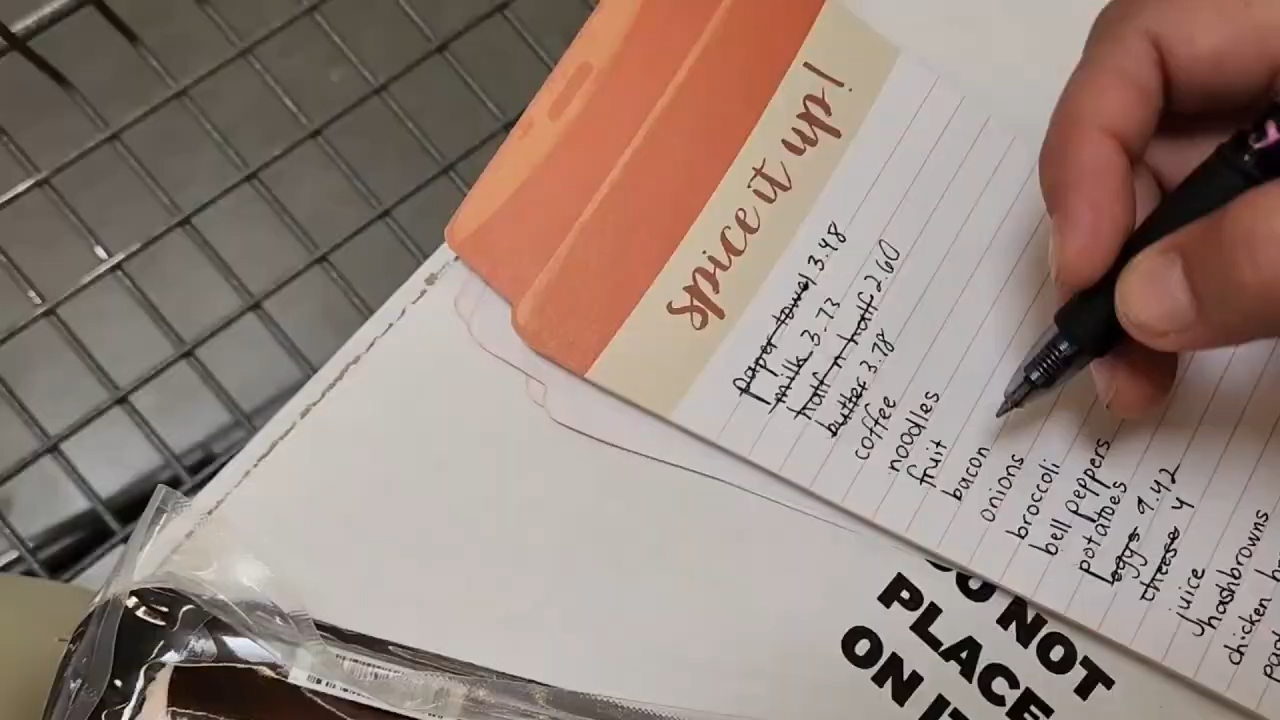 spice it up!
paper towel 3.48
milk 3.73
half n half 2.60
butter 3.78
coffee
noodles
fruit
bacon
onions
broccoli
bell peppers
potatoes
eggs 9.42
cheese 4
juice
hashbrowns
chicken
DO NOT
PLACE
ON